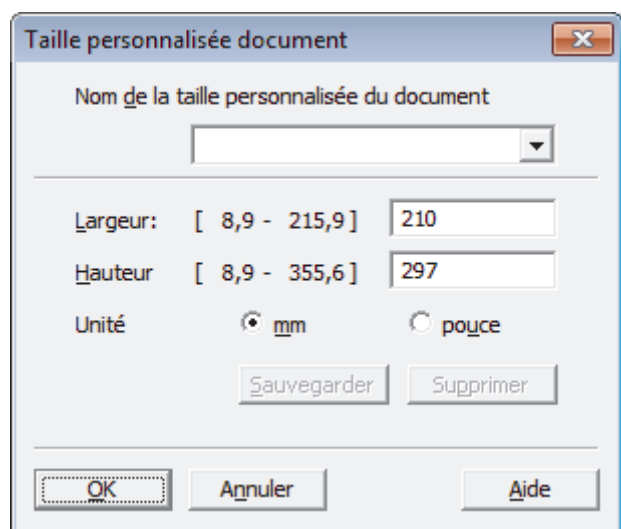 Taille personnalisée document
Nom de la taille personnalisée du document
Largeur: [ 8,9 - 215,9 ] 210
Hauteur [ 8,9 - 355,6 ] 297
Unité mm pouce
Sauvegarder Supprimer
OK Annuler Aide